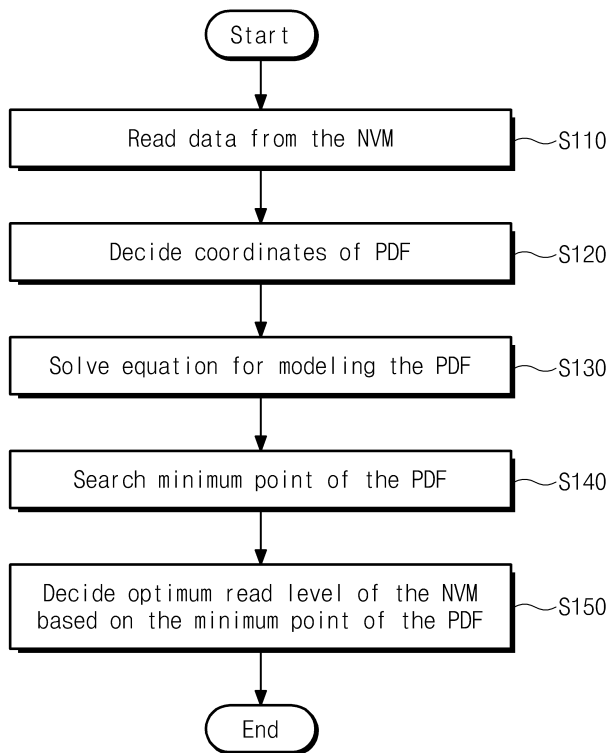 Start
Read data from the NVM
S110
Decide coordinates of PDF
S120
Solve equation for modeling the PDF
S130
Search minimum point of the PDF
S140
Decide optimum read level of the NVM
based on the minimum point of the PDF
S150
End